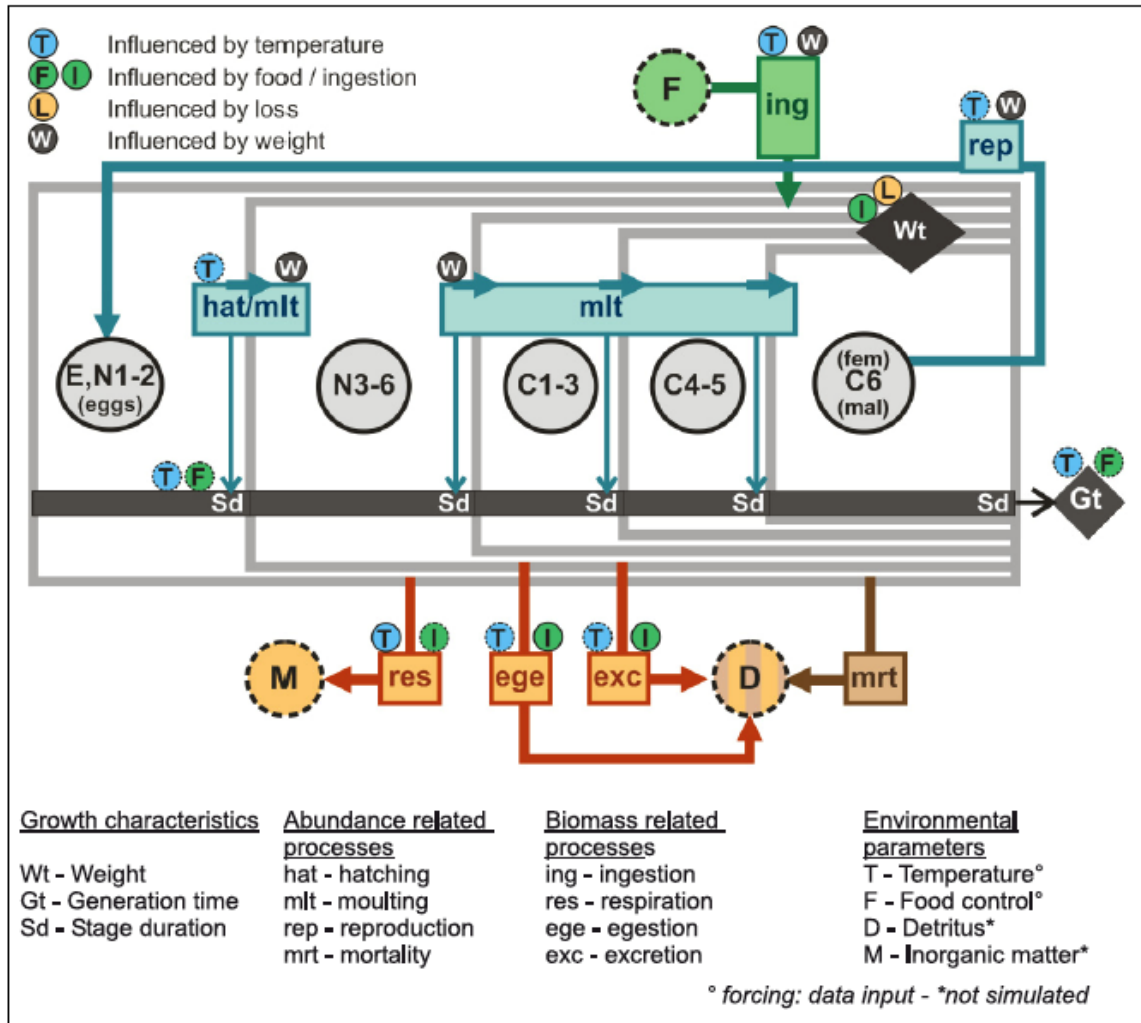 T Influenced by temperature
F I Influenced by food / ingestion
L Influenced by loss
W Influenced by weight
F
T W
ing
T W
rep
I L
Wt
T W
hat/mlt
W
mlt
E,N1-2
(eggs)
N3-6
C1-3
C4-5
(fem)
C6
(mal)
T F
Sd Sd Sd Sd Sd
T F
Gt
T I T I T I
M res ege exc D mrt
Growth characteristics
Wt - Weight
Gt - Generation time
Sd - Stage duration
Abundance related
processes
hat - hatching
mlt - moulting
rep - reproduction
mrt - mortality
Biomass related
processes
ing - ingestion
res - respiration
ege - egestion
exc - excretion
Environmental
parameters
T - Temperature°
F - Food control°
D - Detritus*
M - Inorganic matter*
° forcing: data input - *not simulated